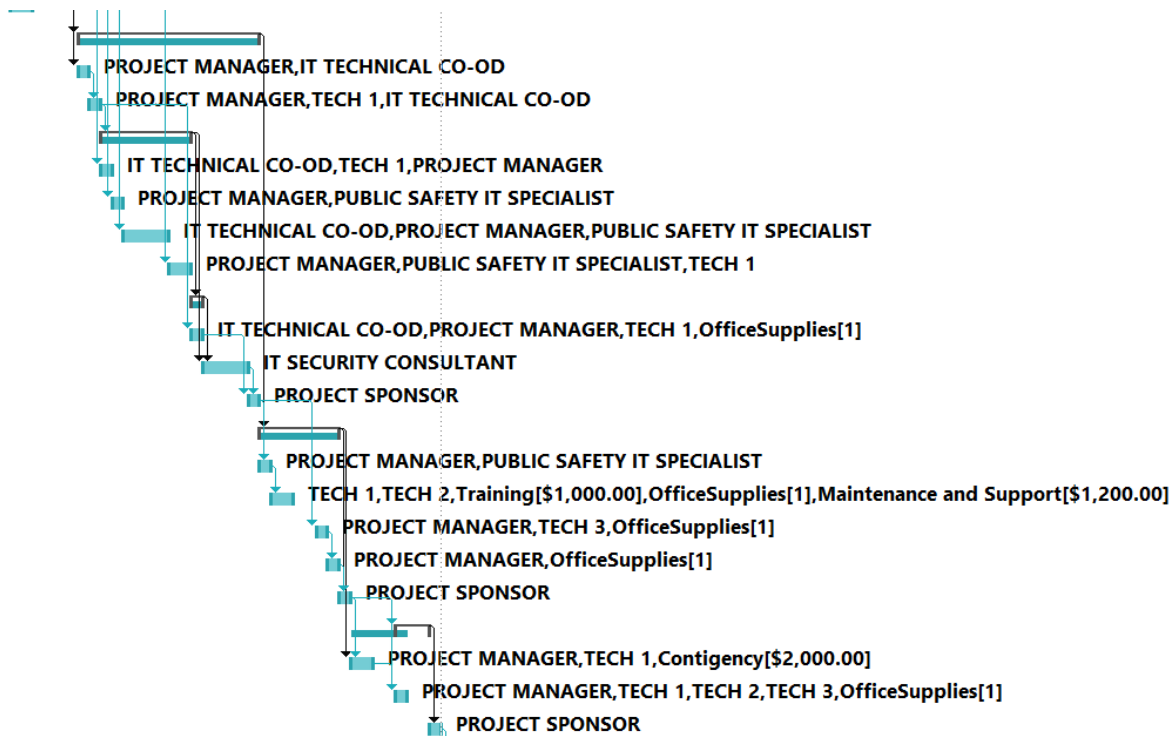 PROJECT MANAGER,IT TECHNICAL CO-OD
PROJECT MANAGER,TECH 1,IT TECHNICAL CO-OD
IT TECHNICAL CO-OD,TECH 1,PROJECT MANAGER
PROJECT MANAGER,PUBLIC SAFETY IT SPECIALIST
IT TECHNICAL CO-OD,PROJECT MANAGER,PUBLIC SAFETY IT SPECIALIST
PROJECT MANAGER,PUBLIC SAFETY IT SPECIALIST,TECH 1
IT TECHNICAL CO-OD,PROJECT MANAGER,TECH 1,OfficeSupplies[1]
IT SECURITY CONSULTANT
PROJECT SPONSOR
PROJECT MANAGER,PUBLIC SAFETY IT SPECIALIST
TECH 1,TECH 2,Training[$1,000.00],OfficeSupplies[1],Maintenance and Support[$1,200.00]
PROJECT MANAGER,TECH 3,OfficeSupplies[1]
PROJECT MANAGER,OfficeSupplies[1]
PROJECT SPONSOR
PROJECT MANAGER,TECH 1,Contigency[$2,000.00]
PROJECT MANAGER,TECH 1,TECH 2,TECH 3,OfficeSupplies[1]
PROJECT SPONSOR